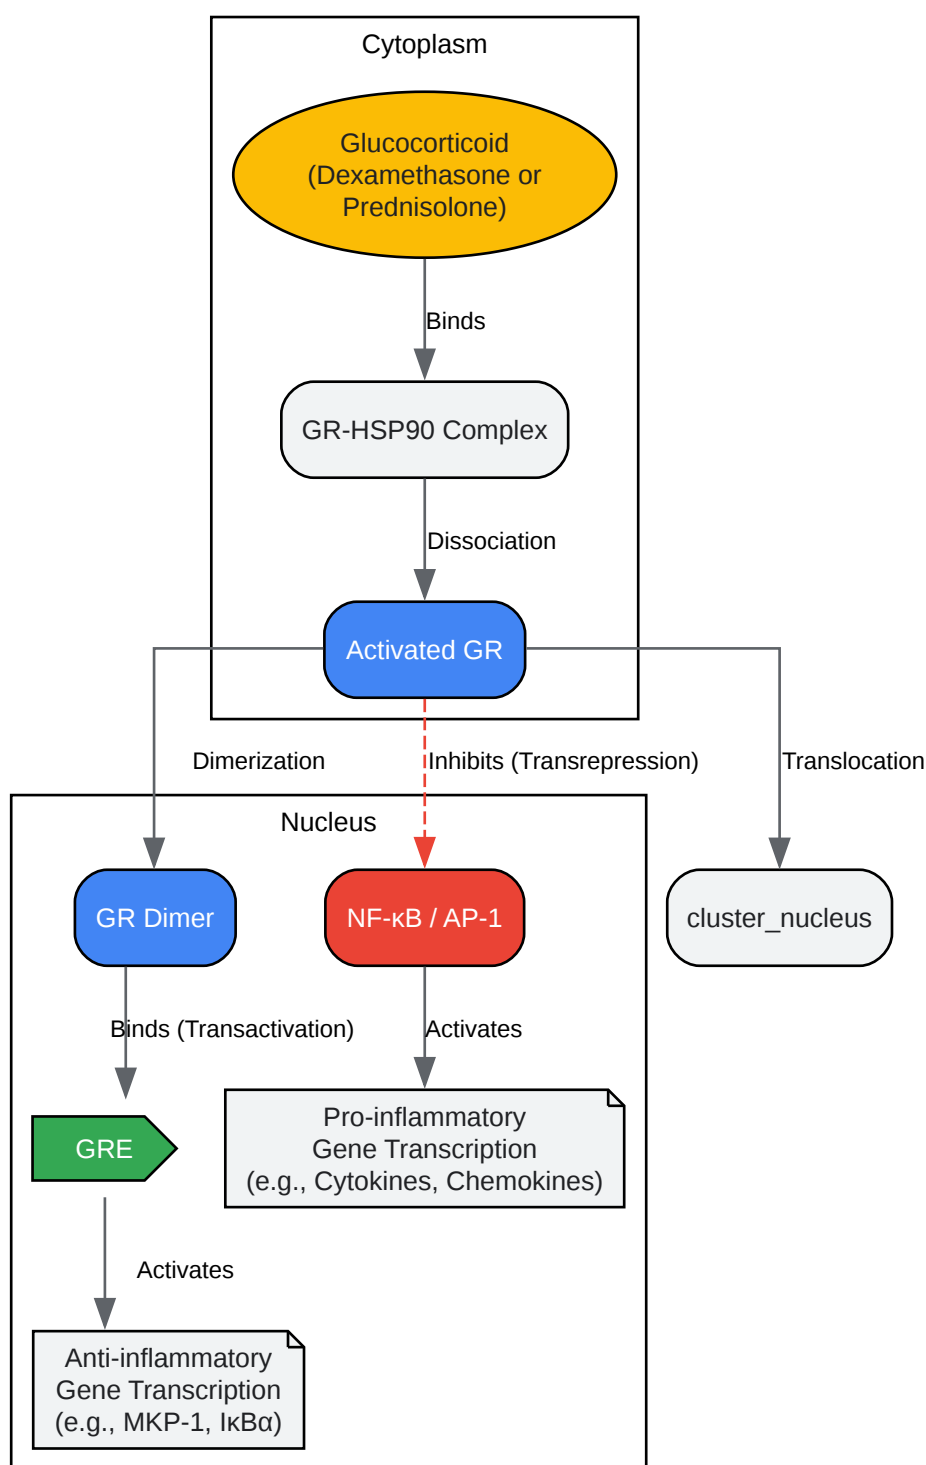 Cytoplasm
Glucocorticoid
(Dexamethasone or
Prednisolone)
Binds
GR-HSP90 Complex
Dissociation
Activated GR
Dimerization
Inhibits (Transrepression)
Translocation
Nucleus
GR Dimer
NF-κB / AP-1
cluster_nucleus
Binds (Transactivation)
Activates
GRE
Pro-inflammatory
Gene Transcription
(e.g., Cytokines, Chemokines)
Activates
Anti-inflammatory
Gene Transcription
(e.g., MKP-1, IκBα)